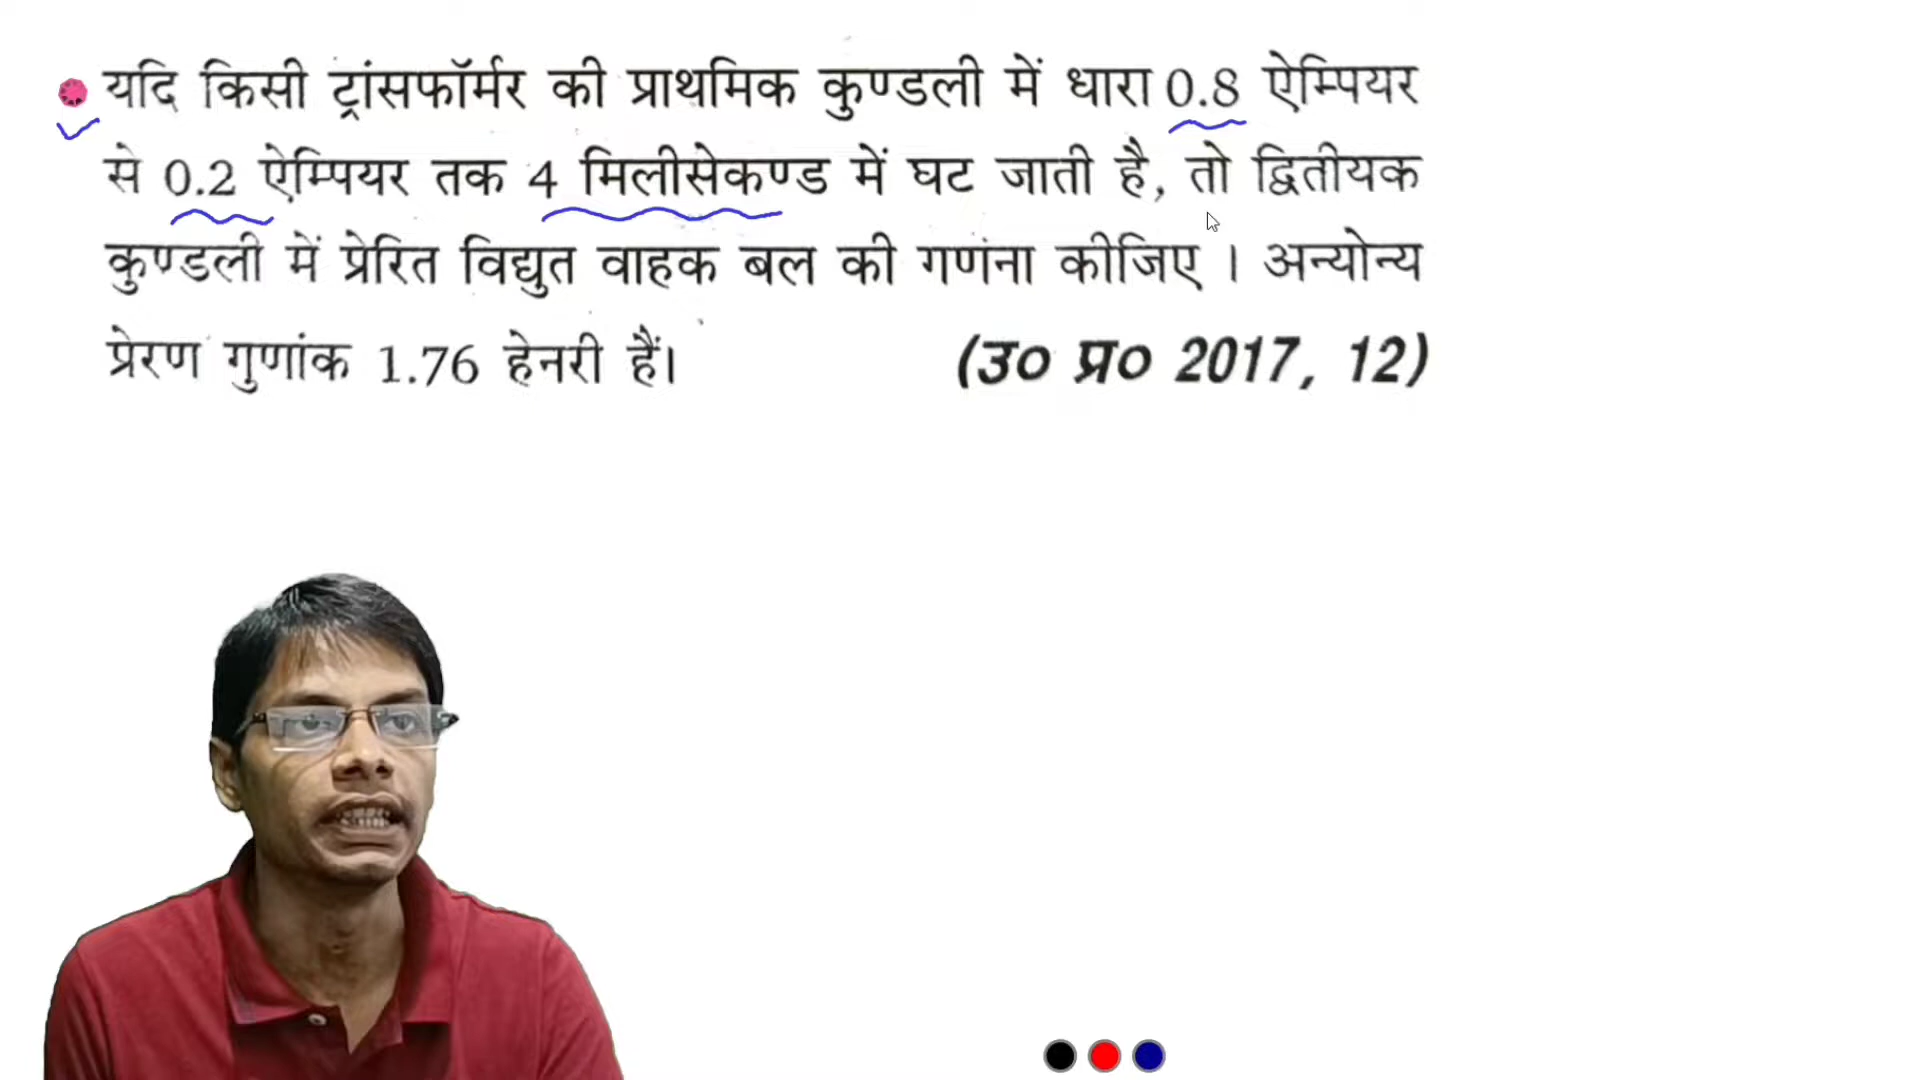 यदि किसी ट्रांसफॉर्मर की प्राथमिक कुण्डली में धारा 0.8 ऐम्पियर
से 0.2 ऐम्पियर तक 4 मिलीसेकण्ड में घट जाती है, तो द्वितीयक
कुण्डली में प्रेरित विद्युत वाहक बल की गणंना कीजिए । अन्योन्य
प्रेरण गुणांक 1.76 हेनरी हैं।
(उ० प्र० 2017, 12)